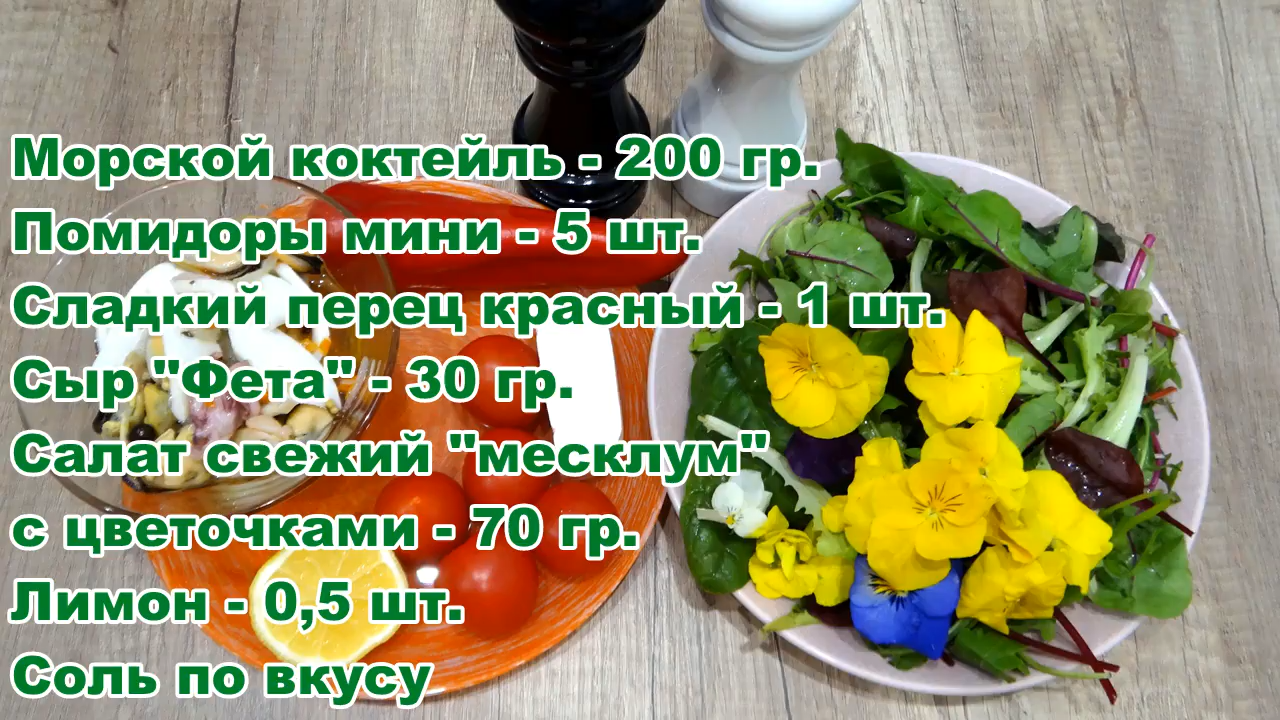 Морской коктейль - 200 гр.
Помидоры мини - 5 шт.
Сладкий перец красный - 1 шт.
Сыр "Фета" - 30 гр.
Салат свежий "месклум"
с цветочками - 70 гр.
Лимон - 0,5 шт.
Соль по вкусу